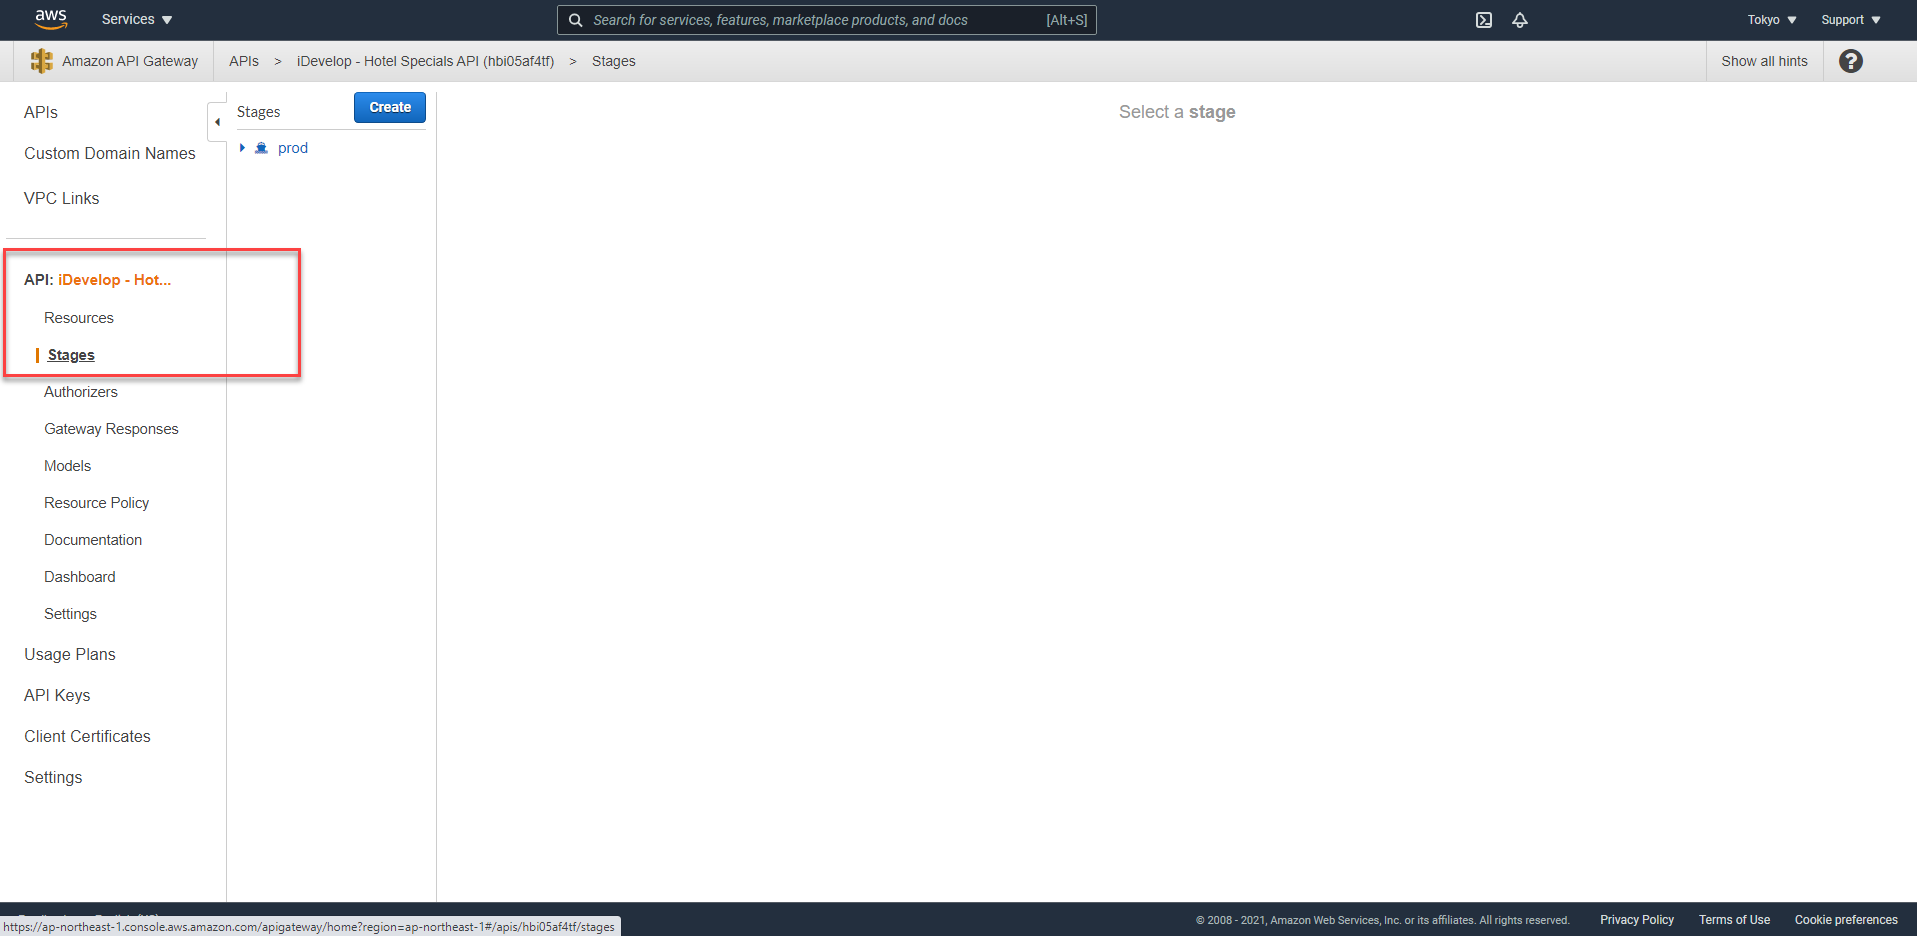 aws
Services
Search for services, features, marketplace products, and docs
[Alt+S]
Tokyo
Support
Amazon API Gateway
APIs > iDevelop - Hotel Specials API (hbi05af4tf) > Stages
Show all hints
?
APIs
Custom Domain Names
VPC Links
API: iDevelop - Hot...
Resources
Stages
Authorizers
Gateway Responses
Models
Resource Policy
Documentation
Dashboard
Settings
Usage Plans
API Keys
Client Certificates
Settings
Stages
Create
prod
Select a stage
© 2008 - 2021, Amazon Web Services, Inc. or its affiliates. All rights reserved.
Privacy Policy
Terms of Use
Cookie preferences
https://ap-northeast-1.console.aws.amazon.com/apigateway/home?region=ap-northeast-1#/apis/hbi05af4tf/stages